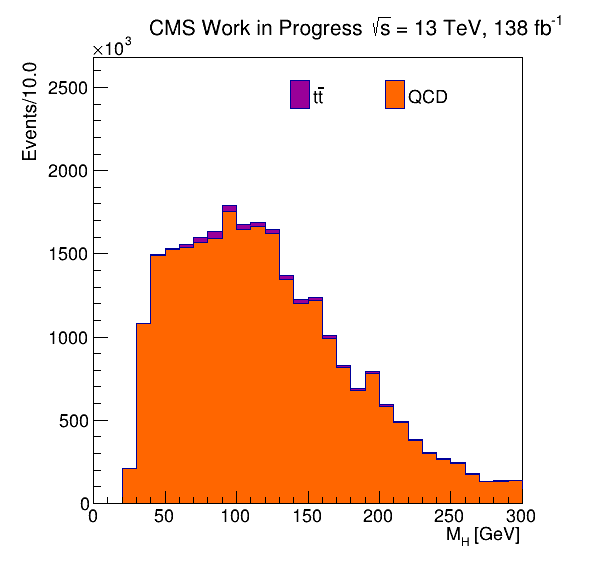 CMS Work in Progress √s = 13 TeV, 138 fb⁻¹
×10³
Events/10.0
tt̄ QCD
2500
2000
1500
1000
500
0
0 50 100 150 200 250 300
M_H [GeV]